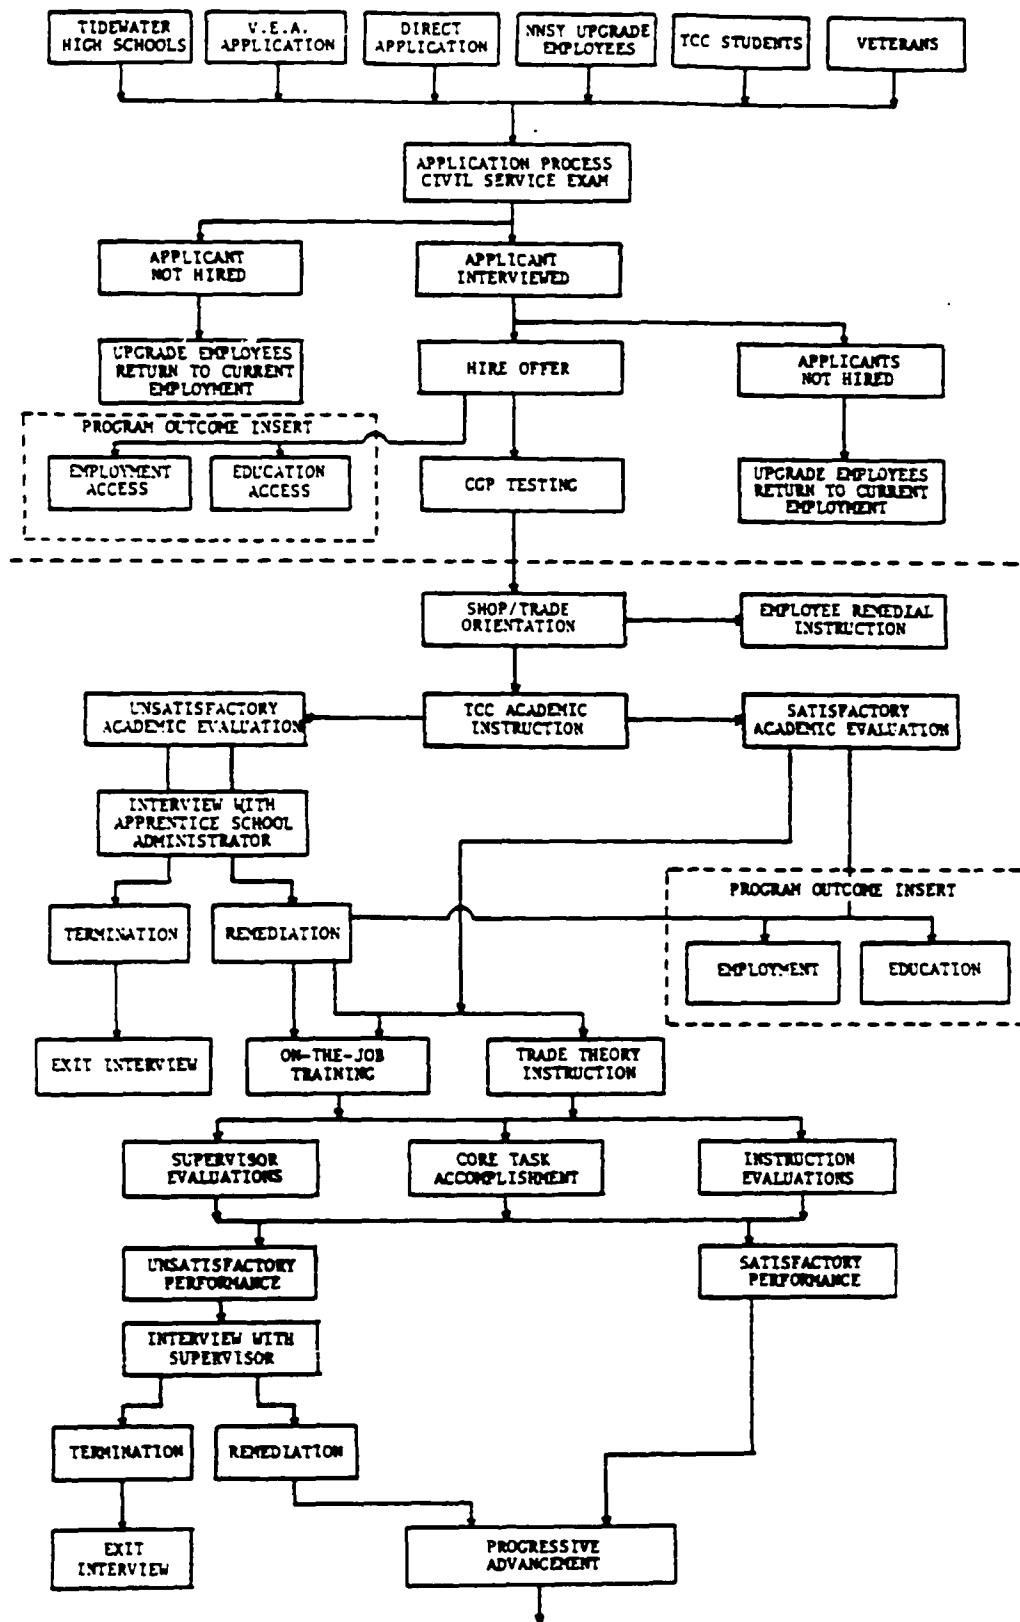 TIDEWATER
HIGH SCHOOLS
V.E.A.
APPLICATION
DIRECT
APPLICATION
NNSY UPGRADE
EMPLOYEES
TCC STUDENTS
VETERANS
APPLICATION PROCESS
CIVIL SERVICE EXAM
APPLICANT
NOT HIRED
APPLICANT
INTERVIEWED
UPGRADE EMPLOYEES
RETURN TO CURRENT
EMPLOYMENT
HIRE OFFER
APPLICANTS
NOT HIRED
PROGRAM OUTCOME INSERT
EMPLOYMENT
ACCESS
EDUCATION
ACCESS
CGP TESTING
UPGRADE EMPLOYEES
RETURN TO CURRENT
EMPLOYMENT
SHOP/TRADE
ORIENTATION
EMPLOYEE REMEDIAL
INSTRUCTION
UNSATISFACTORY
ACADEMIC EVALUATION
TCC ACADEMIC
INSTRUCTION
SATISFACTORY
ACADEMIC EVALUATION
INTERVIEW WITH
APPRENTICE SCHOOL
ADMINISTRATOR
PROGRAM OUTCOME INSERT
TERMINATION
REMEDIATION
EMPLOYMENT
EDUCATION
EXIT INTERVIEW
ON-THE-JOB
TRAINING
TRADE THEORY
INSTRUCTION
SUPERVISOR
EVALUATIONS
CORE TASK
ACCOMPLISHMENT
INSTRUCTION
EVALUATIONS
UNSATISFACTORY
PERFORMANCE
SATISFACTORY
PERFORMANCE
INTERVIEW WITH
SUPERVISOR
TERMINATION
REMEDIATION
EXIT
INTERVIEW
PROGRESSIVE
ADVANCEMENT